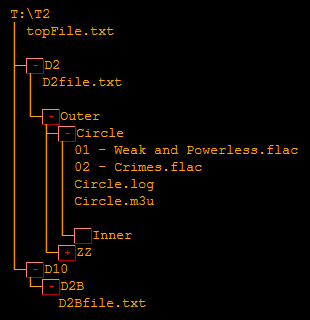 T:\T2
topFile.txt
D2
D2file.txt
Outer
Circle
01 - Weak and Powerless.flac
02 - Crimes.flac
Circle.log
Circle.m3u
Inner
ZZ
D10
D2B
D2Bfile.txt